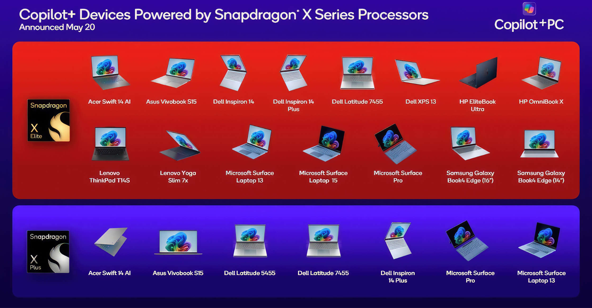 Copilot+ Devices Powered by Snapdragon® X Series Processors
Announced May 20
Copilot+PC
Snapdragon
X
Elite
Acer Swift 14 AI
Asus Vivobook S15
Dell Inspiron 14
Dell Inspiron 14
Plus
Dell Latitude 7455
Dell XPS 13
HP EliteBook
Ultra
HP OmniBook X
Lenovo
ThinkPad T14S
Lenovo Yoga
Slim 7x
Microsoft Surface
Laptop 13
Microsoft Surface
Laptop 15
Microsoft Surface
Pro
Samsung Galaxy
Book4 Edge (16")
Samsung Galaxy
Book4 Edge (14")
Snapdragon
X
Plus
Acer Swift 14 AI
Asus Vivobook S15
Dell Latitude 5455
Dell Latitude 7455
Dell Inspiron
14 Plus
Microsoft Surface
Pro
Microsoft Surface
Laptop 13